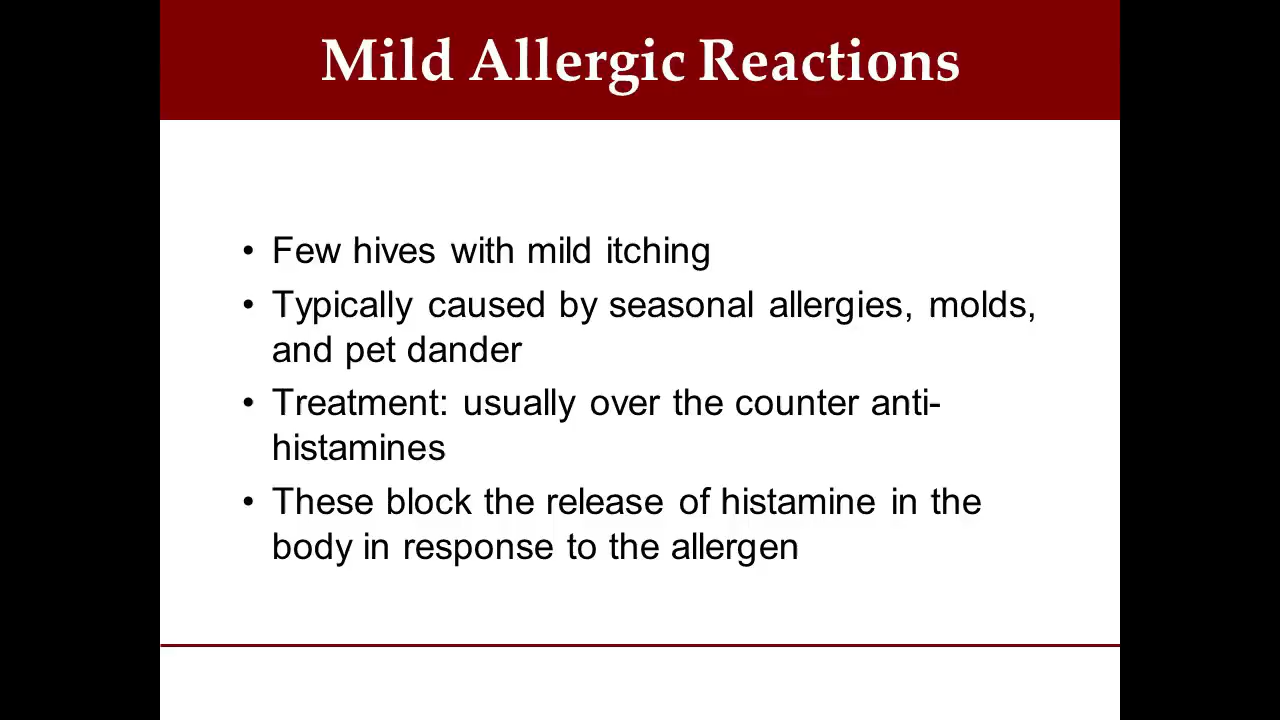 Mild Allergic Reactions
• Few hives with mild itching
• Typically caused by seasonal allergies, molds,
and pet dander
• Treatment: usually over the counter anti-
histamines
• These block the release of histamine in the
body in response to the allergen